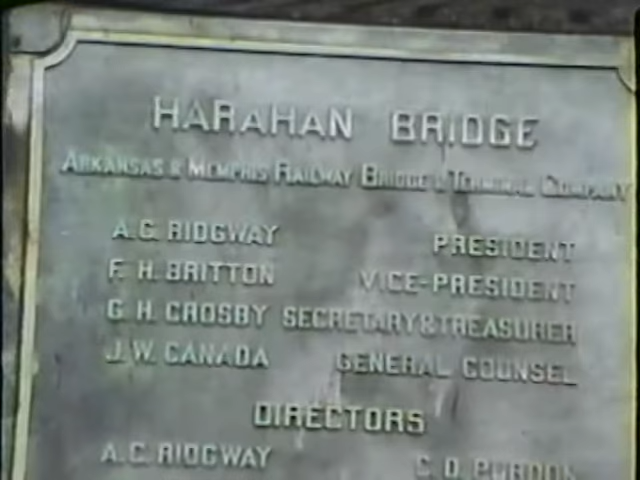 HARAHAN BRIDGE
ARKANSAS & MEMPHIS RAILWAY BRIDGE & TERMINAL COMPANY
A.C. RIDGWAY PRESIDENT
F.H. BRITTON VICE-PRESIDENT
G.H. CROSBY SECRETARY & TREASURER
J.W. CANADA GENERAL COUNSEL
DIRECTORS
A.C. RIDGWAY C.D. PURDON